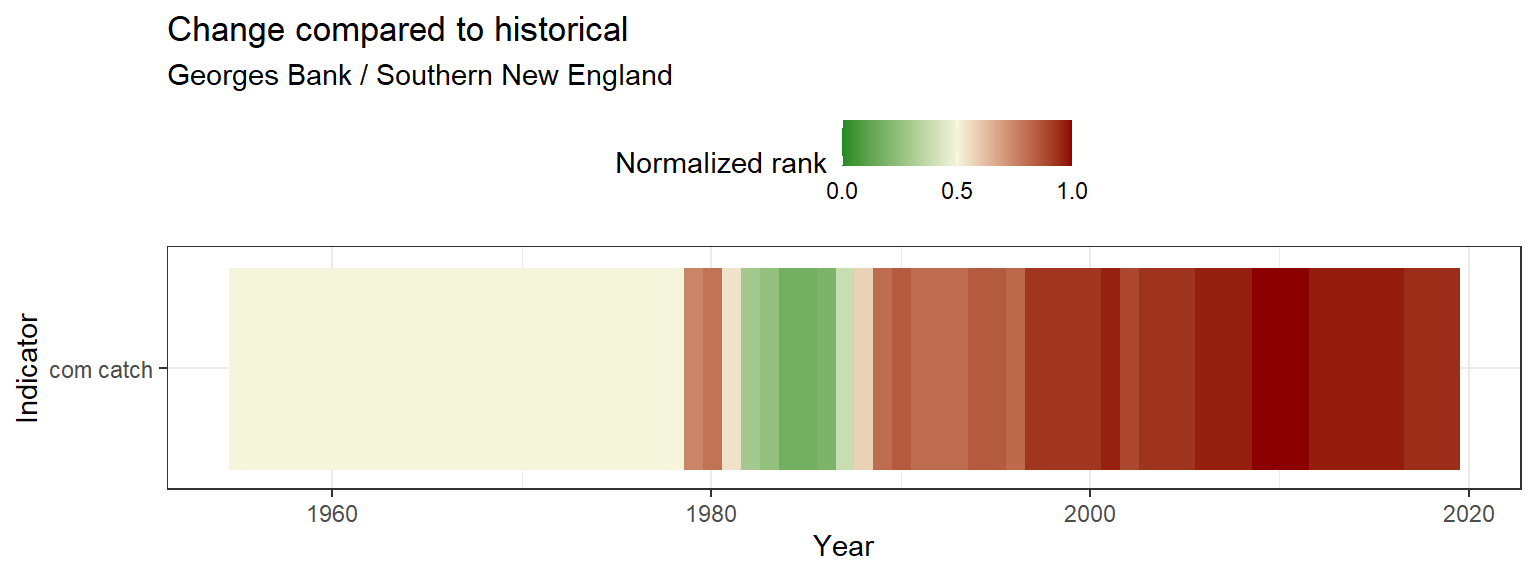 Change compared to historical
Georges Bank / Southern New England
Normalized rank
0.0 0.5 1.0
Indicator
com catch
1960 1980 2000 2020
Year